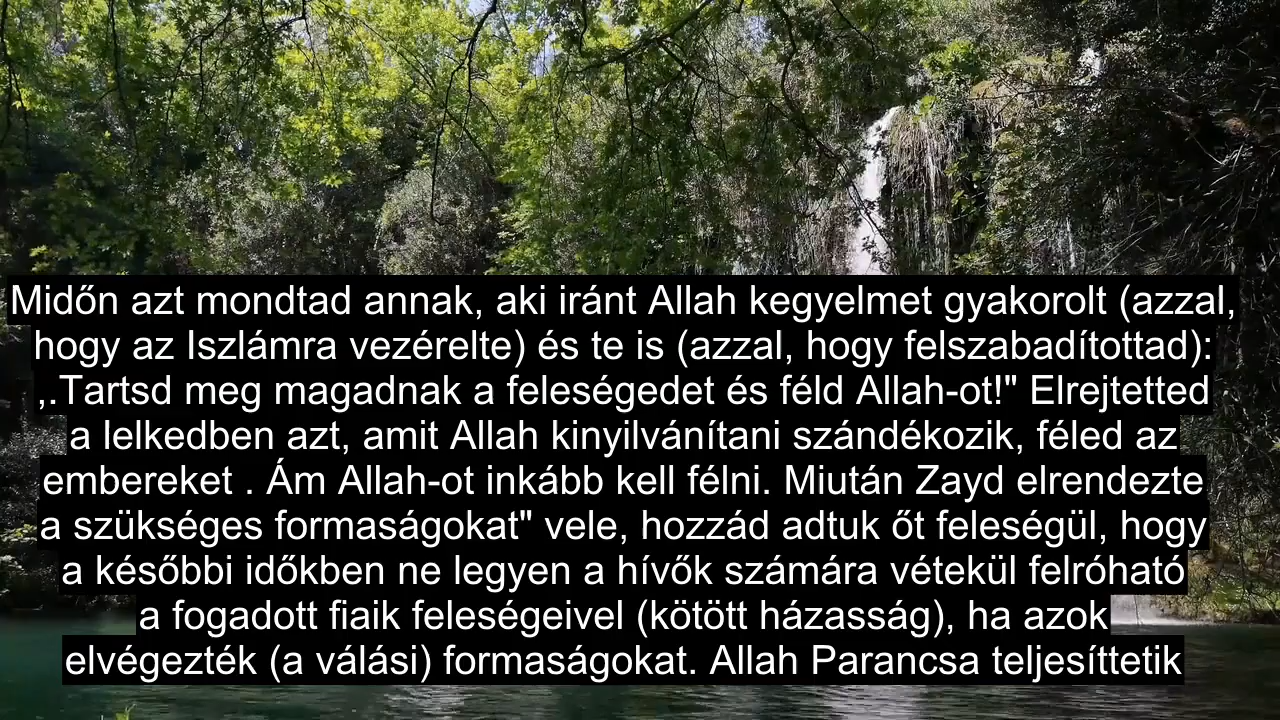 Midőn azt mondtad annak, aki iránt Allah kegyelmet gyakorolt (azzal,
hogy az Iszlámra vezérelte) és te is (azzal, hogy felszabadítottad):
,.Tartsd meg magadnak a feleségedet és féld Allah-ot!" Elrejtetted
a lelkedben azt, amit Allah kinyilvánítani szándékozik, féled az
embereket . Ám Allah-ot inkább kell félni. Miután Zayd elrendezte
a szükséges formaságokat" vele, hozzád adtuk őt feleségül, hogy
a későbbi időkben ne legyen a hívők számára vétekül felróható
a fogadott fiaik feleségeivel (kötött házasság), ha azok
elvégezték (a válási) formaságokat. Allah Parancsa teljesíttetik